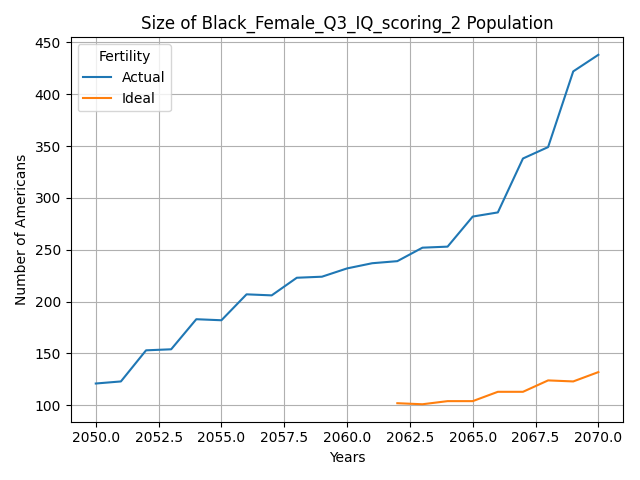 Size of Black_Female_Q3_IQ_scoring_2 Population
450
400
350
300
250
200
150
100
Number of Americans
Fertility
Actual
Ideal
2050.0 2052.5 2055.0 2057.5 2060.0 2062.5 2065.0 2067.5 2070.0
Years